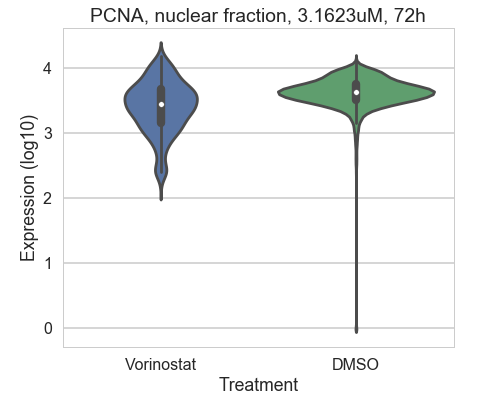 PCNA, nuclear fraction, 3.1623uM, 72h
Expression (log10)
4
3
2
1
0
Vorinostat DMSO
Treatment